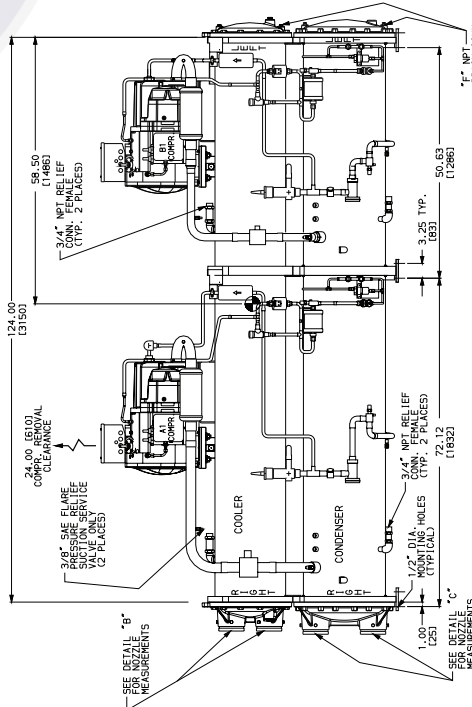 124.00
[3150]
58.50
[1486]
24.00 [610]
COMPR. REMOVAL
CLEARANCE
3/8" SAE FLARE
PRESSURE RELIEF
SUCTION SERVICE
VALVE ONLY
(2 PLACES)
3/4" NPT RELIEF
CONN. FEMALE
(TYP. 2 PLACES)
A1
COMPR.
B1
COMPR.
SEE DETAIL "B"
FOR NOZZLE
MEASUREMENTS
RIGHT
COOLER
LEFT
RIGHT
CONDENSER
LEFT
"F" NPT
SEE DETAIL "C"
FOR NOZZLE
MEASUREMENTS
1.00
[25]
1/2" DIA.
MOUNTING HOLES
(TYPICAL)
3/4" NPT RELIEF
CONN. FEMALE
(TYP. 2 PLACES)
72.12
[1832]
3.25 TYP.
[83]
50.63
[1286]